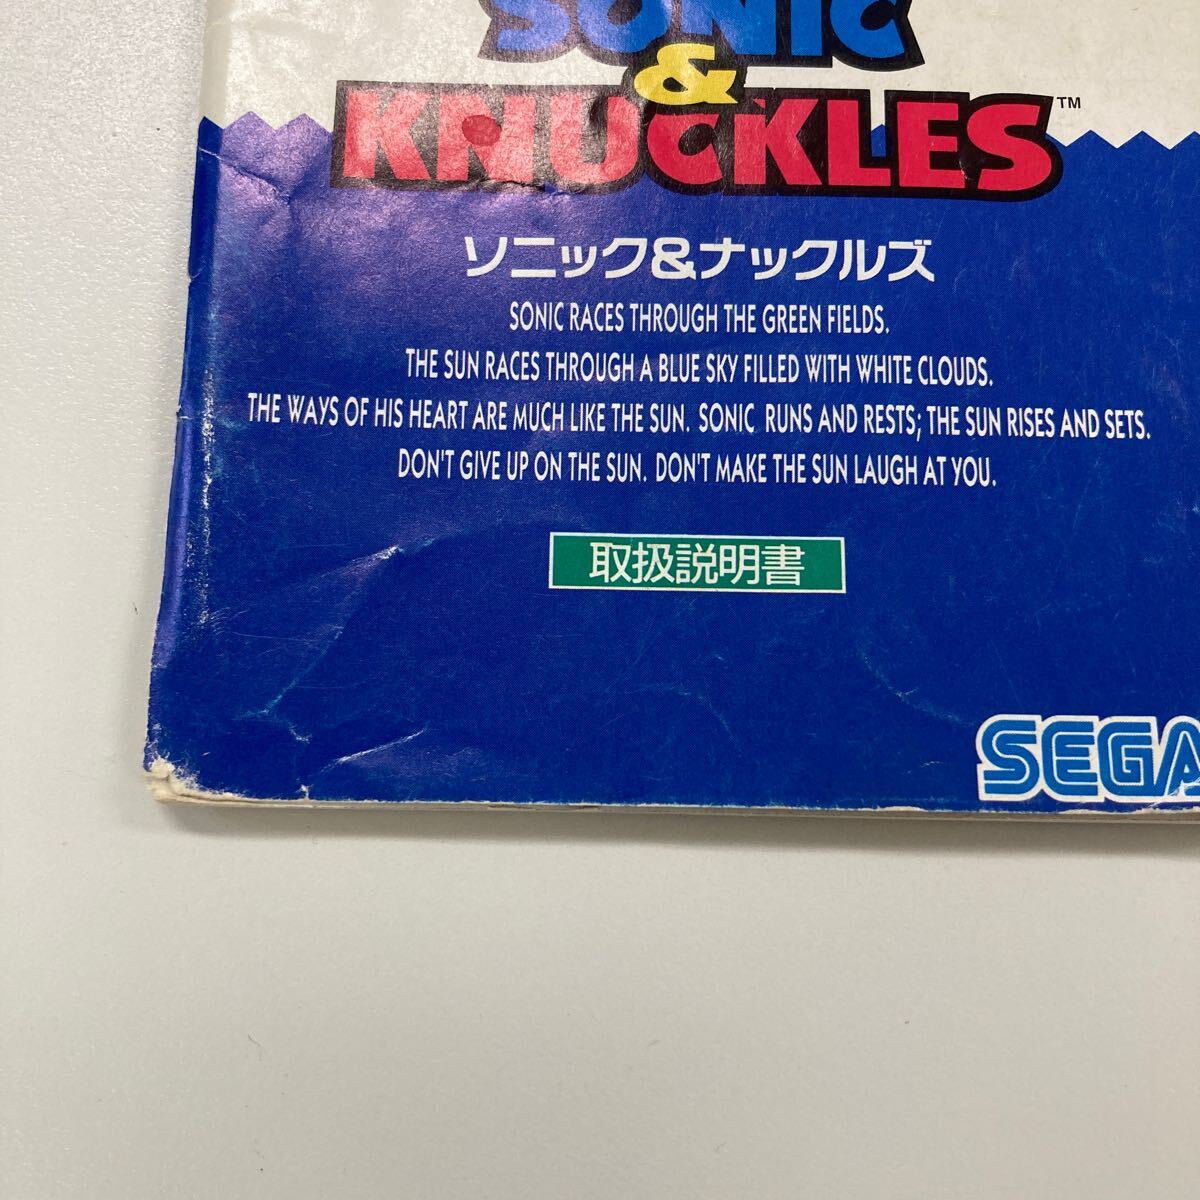 SONIC
&
KNUCKLES™
ソニック&ナックルズ
SONIC RACES THROUGH THE GREEN FIELDS.
THE SUN RACES THROUGH A BLUE SKY FILLED WITH WHITE CLOUDS.
THE WAYS OF HIS HEART ARE MUCH LIKE THE SUN. SONIC RUNS AND RESTS; THE SUN RISES AND SETS.
DON'T GIVE UP ON THE SUN. DON'T MAKE THE SUN LAUGH AT YOU.
取扱説明書
SEGA